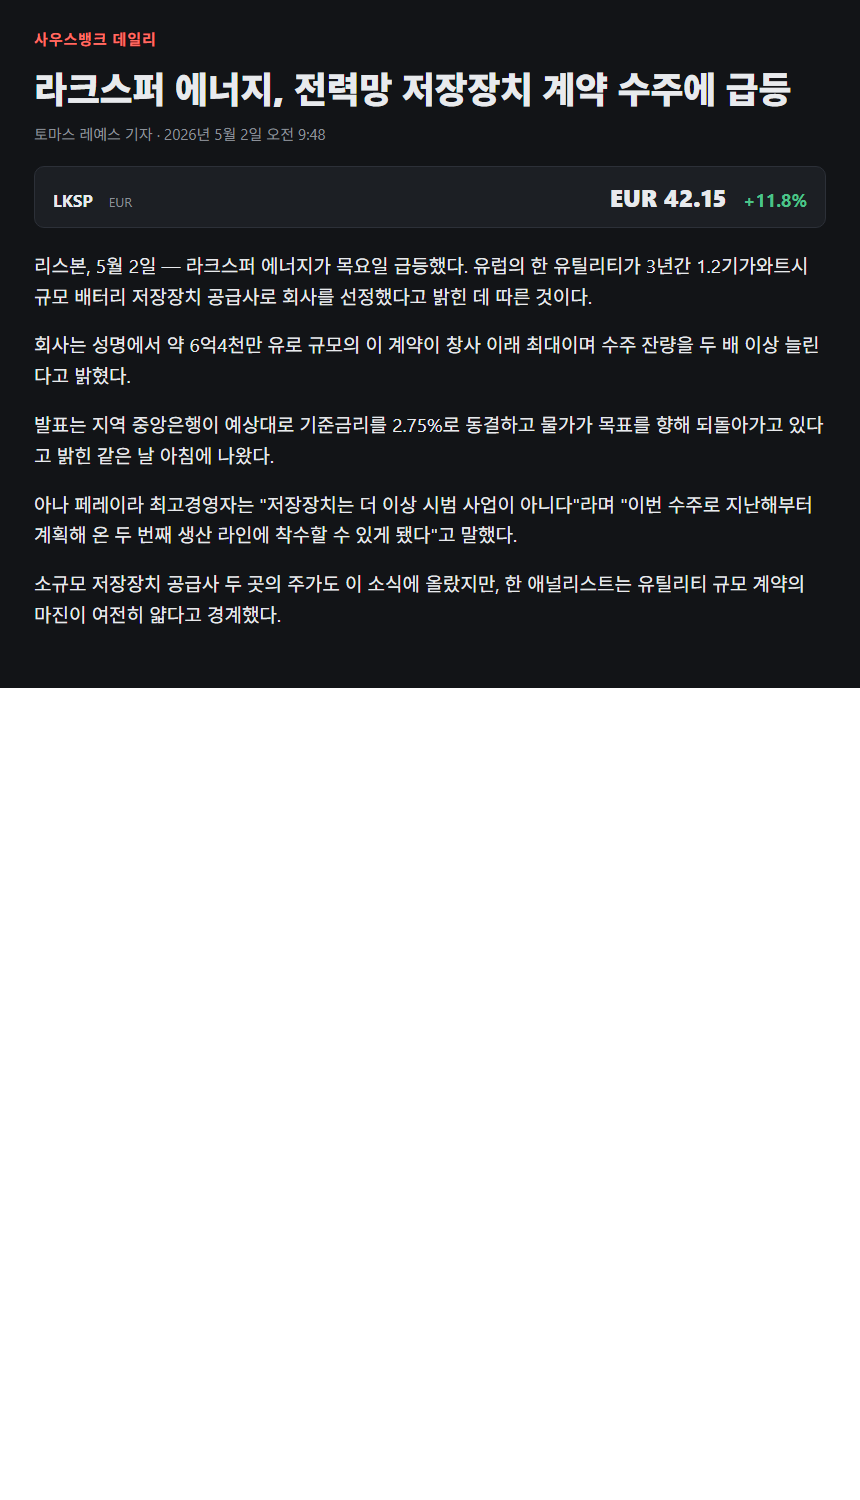 사우스뱅크 데일리
라크스퍼 에너지, 전력망 저장장치 계약 수주에 급등
토마스 레예스 기자 · 2026년 5월 2일 오전 9:48
LKSP EUR EUR 42.15 +11.8%
리스본, 5월 2일 — 라크스퍼 에너지가 목요일 급등했다. 유럽의 한 유틸리티가 3년간 1.2기가와트시
규모 배터리 저장장치 공급사로 회사를 선정했다고 밝힌 데 따른 것이다.
회사는 성명에서 약 6억4천만 유로 규모의 이 계약이 창사 이래 최대이며 수주 잔량을 두 배 이상 늘린
다고 밝혔다.
발표는 지역 중앙은행이 예상대로 기준금리를 2.75%로 동결하고 물가가 목표를 향해 되돌아가고 있다
고 밝힌 같은 날 아침에 나왔다.
아나 페레이라 최고경영자는 "저장장치는 더 이상 시범 사업이 아니다"라며 "이번 수주로 지난해부터
계획해 온 두 번째 생산 라인에 착수할 수 있게 됐다"고 말했다.
소규모 저장장치 공급사 두 곳의 주가도 이 소식에 올랐지만, 한 애널리스트는 유틸리티 규모 계약의
마진이 여전히 얇다고 경계했다.